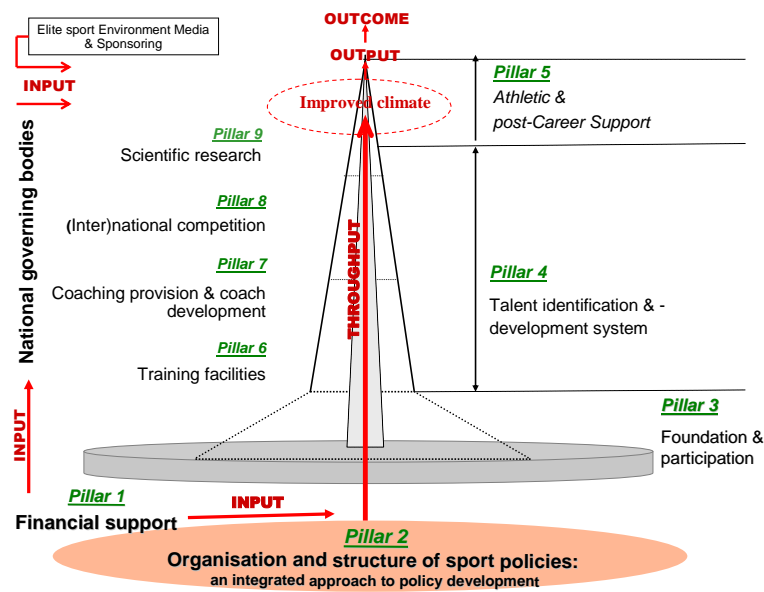 OUTCOME
Elite sport Environment Media
& Sponsoring
OUTPUT
INPUT
Improved climate
Pillar 5
Athletic &
post-Career Support
Pillar 9
Scientific research
Pillar 8
(Inter)national competition
Pillar 7
Coaching provision & coach
development
Pillar 6
Training facilities
National governing bodies
THROUGHPUT
Pillar 4
Talent identification & -
development system
INPUT
Pillar 3
Foundation &
participation
Pillar 1
Financial support
INPUT
Pillar 2
Organisation and structure of sport policies:
an integrated approach to policy development